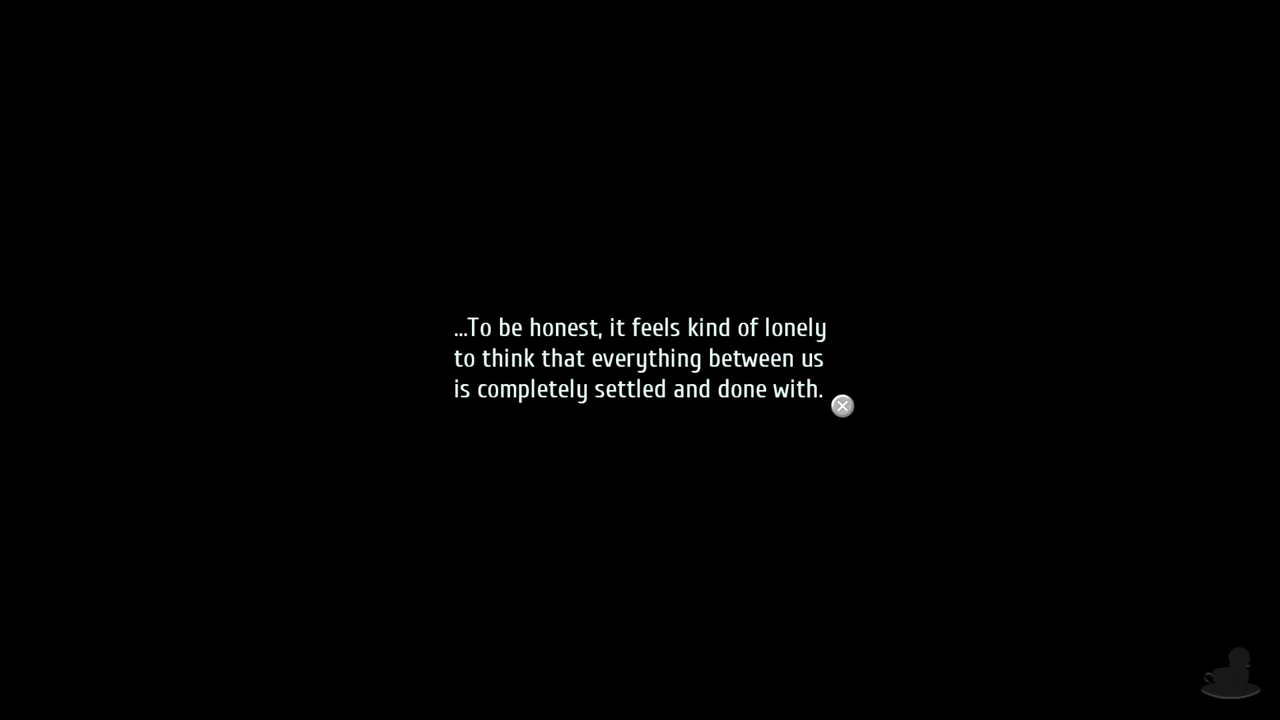 ...To be honest, it feels kind of lonely
to think that everything between us
is completely settled and done with.